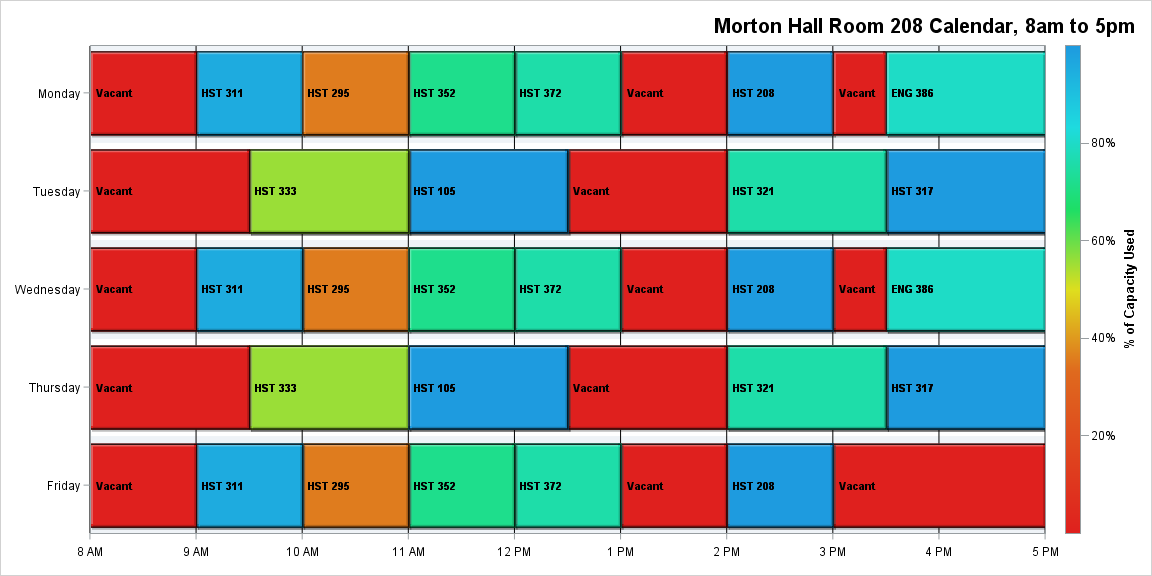 Morton Hall Room 208 Calendar, 8am to 5pm
Monday
Vacant
HST 311
HST 295
HST 352
HST 372
Vacant
HST 208
Vacant
ENG 386
Tuesday
Vacant
HST 333
HST 105
Vacant
HST 321
HST 317
Wednesday
Vacant
HST 311
HST 295
HST 352
HST 372
Vacant
HST 208
Vacant
ENG 386
Thursday
Vacant
HST 333
HST 105
Vacant
HST 321
HST 317
Friday
Vacant
HST 311
HST 295
HST 352
HST 372
Vacant
HST 208
Vacant
8 AM
9 AM
10 AM
11 AM
12 PM
1 PM
2 PM
3 PM
4 PM
5 PM
80%
60%
40%
20%
% of Capacity Used